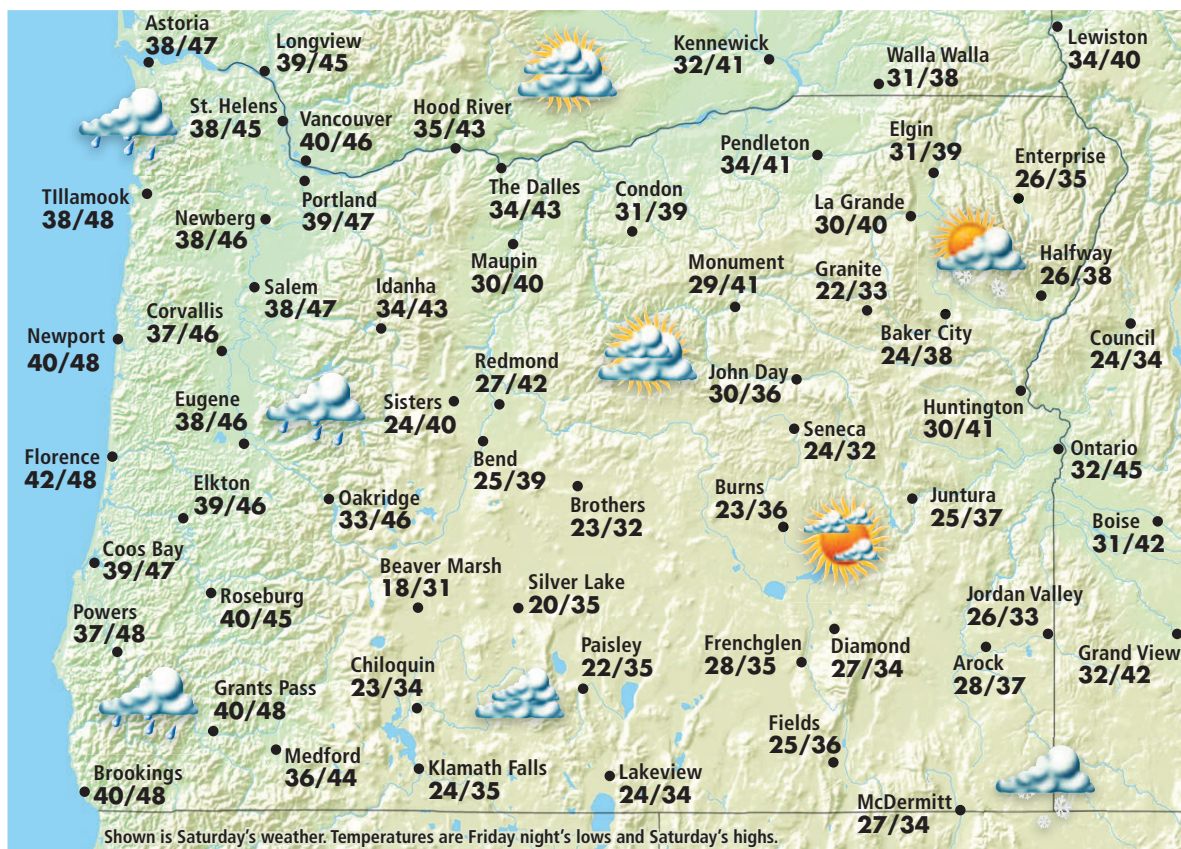 Astoria
38/47
Longview
39/45
Kennewick
32/41
Walla Walla
31/38
Lewiston
34/40
St. Helens
38/45
Vancouver
40/46
Hood River
35/43
Pendleton
34/41
Elgin
31/39
Enterprise
26/35
TIllamook
38/48
Newberg
38/46
Portland
39/47
The Dalles
34/43
Condon
31/39
La Grande
30/40
Maupin
30/40
Monument
29/41
Granite
22/33
Halfway
26/38
Salem
38/47
Idanha
34/43
Corvallis
37/46
Newport
40/48
Baker City
24/38
Council
24/34
Redmond
27/42
John Day
30/36
Eugene
38/46
Sisters
24/40
Huntington
30/41
Seneca
24/32
Ontario
32/45
Florence
42/48
Bend
25/39
Elkton
39/46
Oakridge
33/46
Brothers
23/32
Burns
23/36
Juntura
25/37
Boise
31/42
Coos Bay
39/47
Beaver Marsh
18/31
Silver Lake
20/35
Roseburg
40/45
Jordan Valley
26/33
Powers
37/48
Paisley
22/35
Frenchglen
28/35
Diamond
27/34
Arock
28/37
Grand View
32/42
Chiloquin
23/34
Grants Pass
40/48
Fields
25/36
Medford
36/44
Klamath Falls
24/35
Lakeview
24/34
Brookings
40/48
McDermitt
27/34
Shown is Saturday's weather. Temperatures are Friday night's lows and Saturday's highs.